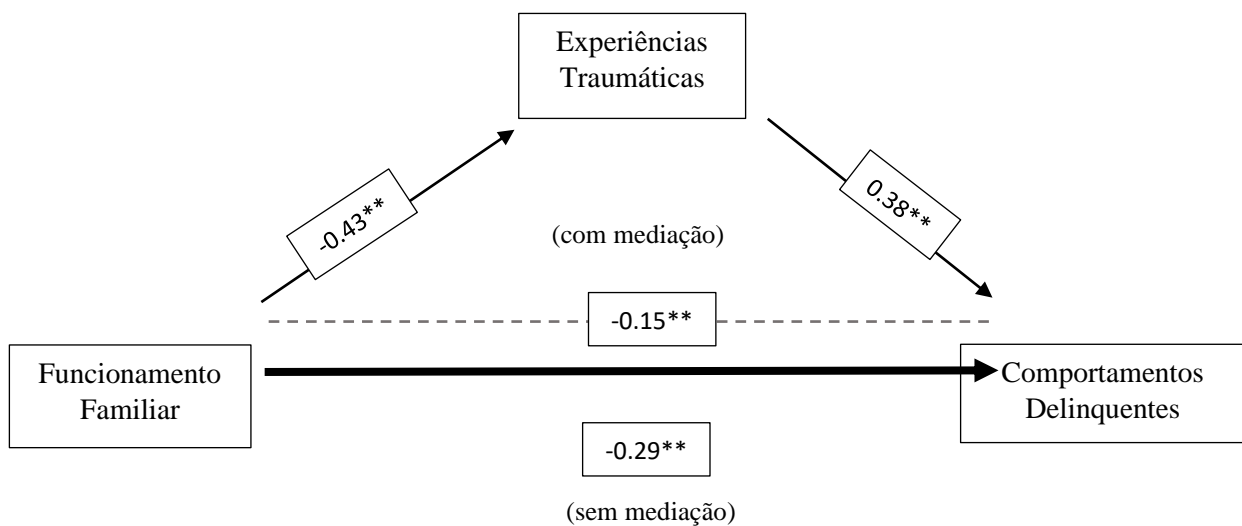 Experiências
Traumáticas
-0.43**
0.38**
(com mediação)
-0.15**
Funcionamento
Familiar
Comportamentos
Delinquentes
-0.29**
(sem mediação)